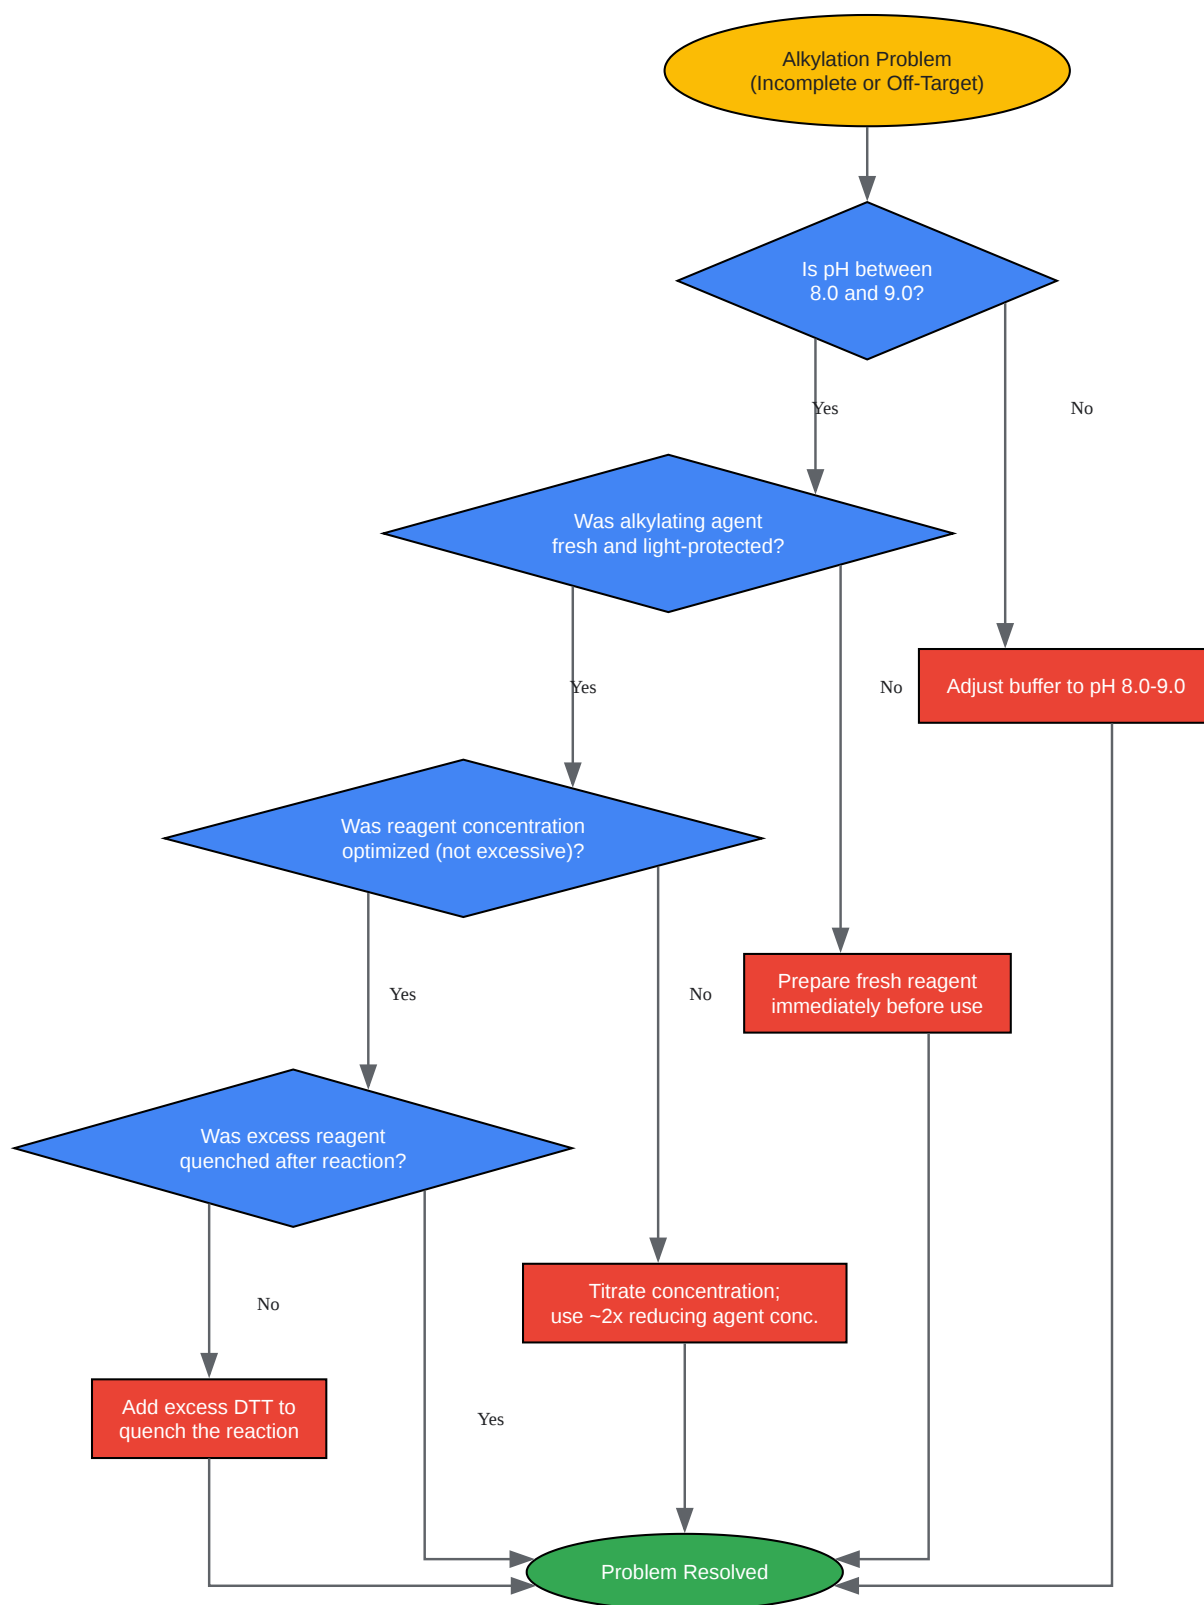 Alkylation Problem
(Incomplete or Off-Target)
Is pH between
8.0 and 9.0?
Yes
No
Was alkylating agent
fresh and light-protected?
Yes
No
Adjust buffer to pH 8.0-9.0
Was reagent concentration
optimized (not excessive)?
Yes
No
Prepare fresh reagent
immediately before use
Was excess reagent
quenched after reaction?
No
Titrate concentration;
use ~2x reducing agent conc.
Add excess DTT to
quench the reaction
Yes
Problem Resolved